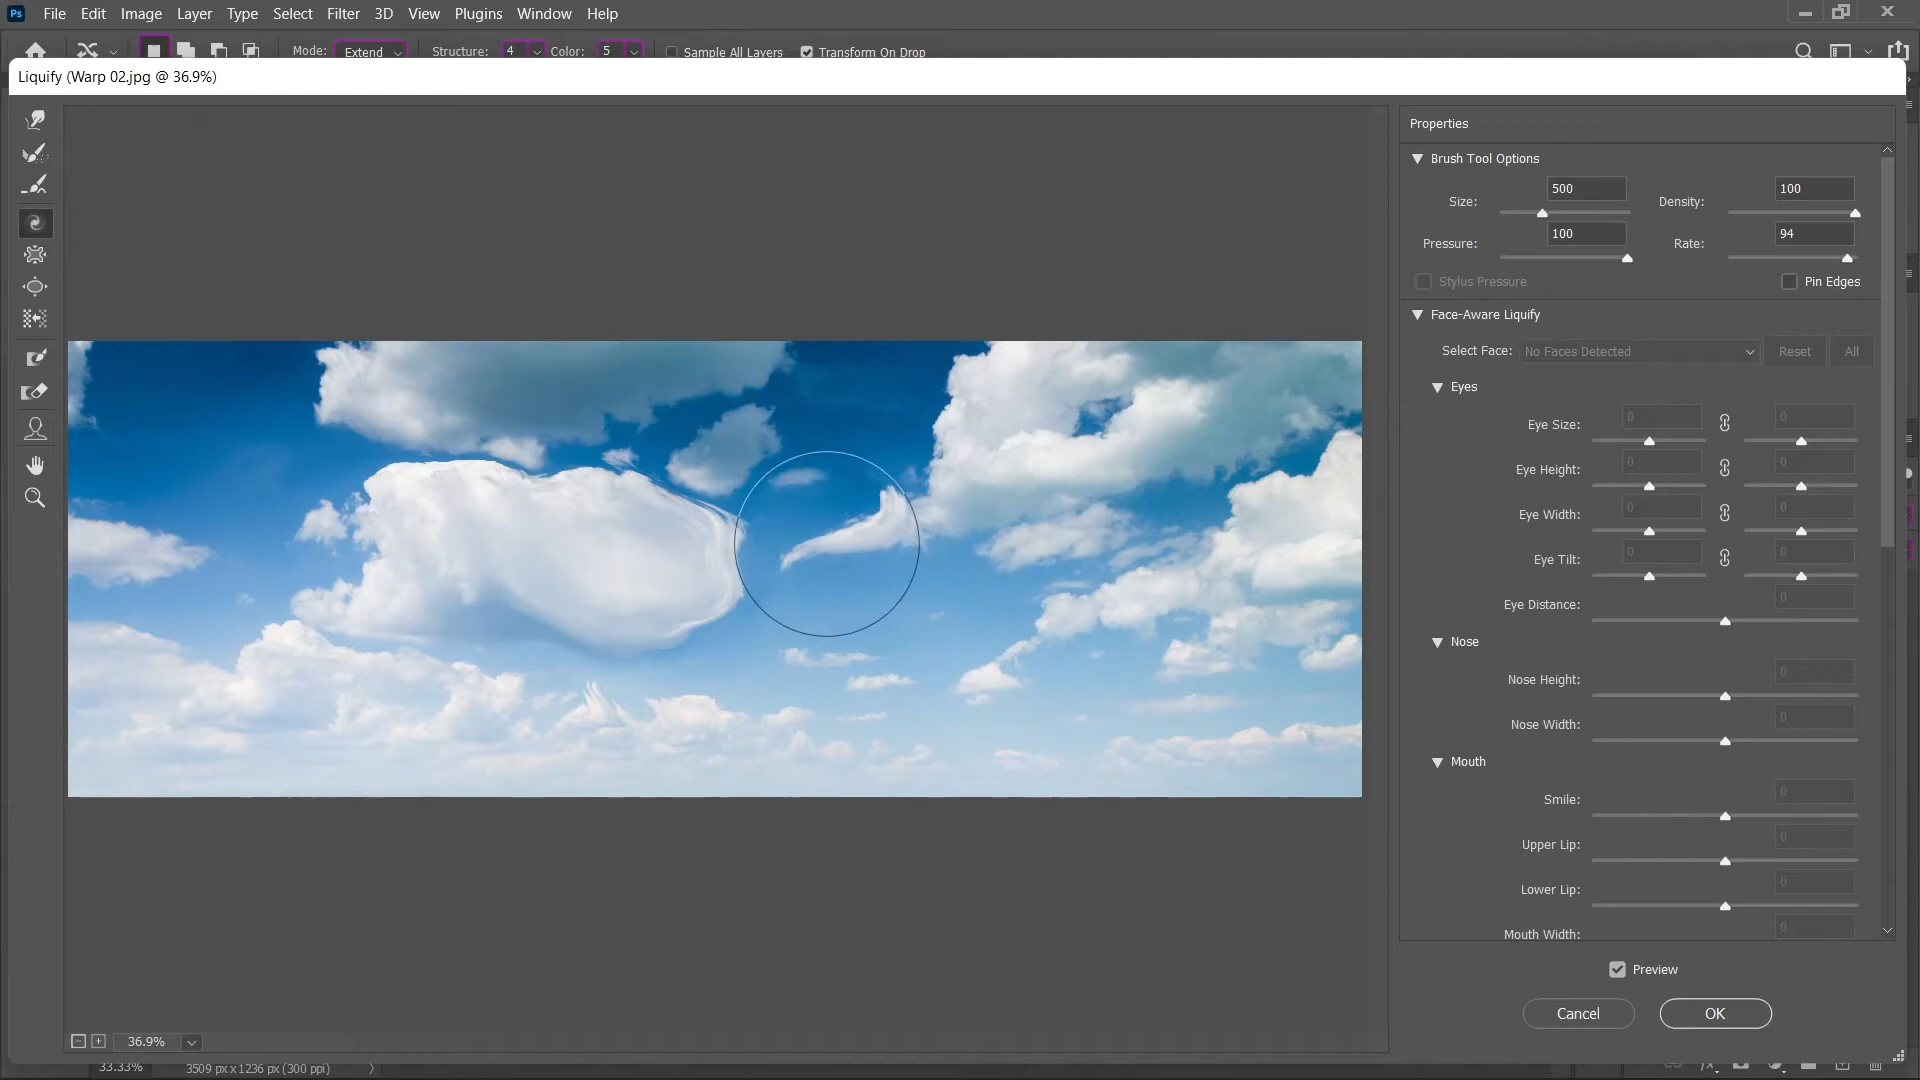 Ps File Edit Image Layer Type Select Filter 3D View Plugins Window Help
Mode: Extend Structure: 4 Color: 5 Sample All Layers Transform On Drop
Liquify (Warp 02.jpg @ 36.9%)
Properties
Brush Tool Options
Size: 500 Density: 100
Pressure: 100 Rate: 94
Stylus Pressure Pin Edges
Face-Aware Liquify
Select Face: No Faces Detected Reset All
Eyes
Eye Size: 0 0
Eye Height: 0 0
Eye Width: 0 0
Eye Tilt: 0 0
Eye Distance: 0
Nose
Nose Height: 0
Nose Width: 0
Mouth
Smile: 0
Upper Lip: 0
Lower Lip: 0
Mouth Width: 0
Preview
Cancel OK
36.9%
33.33% 3509 px x 1236 px (300 ppi)
fx